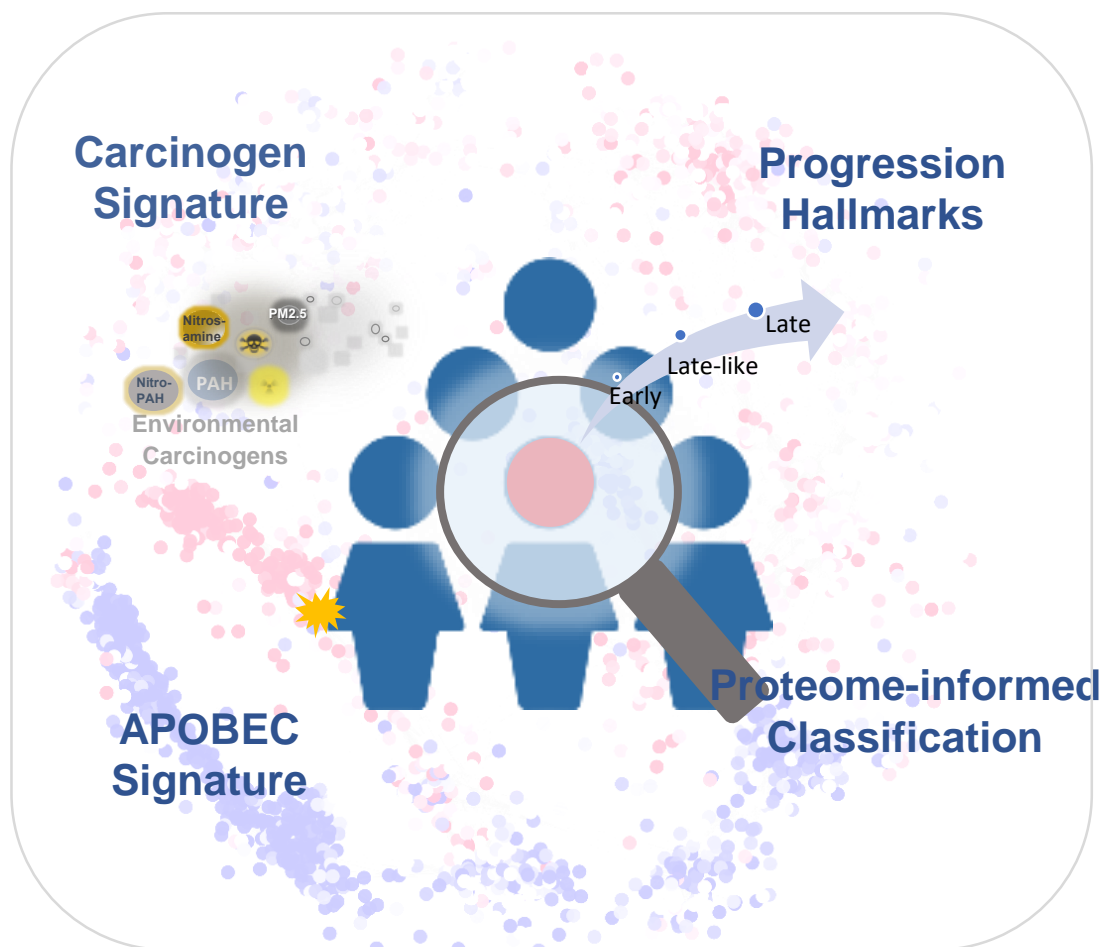 Carcinogen
Signature
Progression
Hallmarks
Nitros-
amine
PM2.5
Late
Late-like
Early
Nitro-
PAH
PAH
Environmental
Carcinogens
Proteome-informed
Classification
APOBEC
Signature